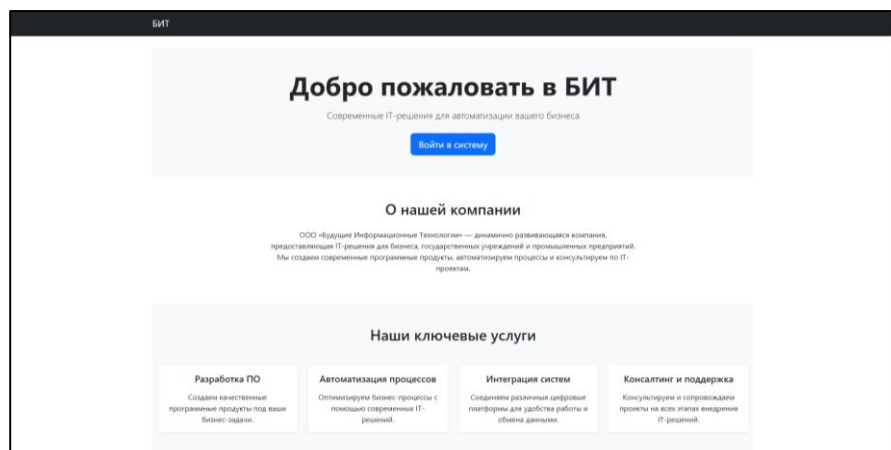 БИТ
Добро пожаловать в БИТ
Современные IT-решения для автоматизации вашего бизнеса
Войти в систему
О нашей компании
ООО «Будущие Информационные Технологии» — динамично развивающаяся компания,
предоставляющая IT-решения для бизнеса, государственных учреждений и промышленных предприятий.
Мы создаем современные программные продукты, автоматизируем процессы и консультируем по IT-
проектам.
Наши ключевые услуги
Разработка ПО
Создаем качественные
программные продукты под ваши
бизнес-задачи.
Автоматизация процессов
Оптимизируем бизнес-процессы с
помощью современных IT-
решений.
Интеграция систем
Соединяем различные цифровые
платформы для удобства работы и
обмена данными.
Консалтинг и поддержка
Консультируем и сопровождаем
проекты на всех этапах внедрения
IT-решений.